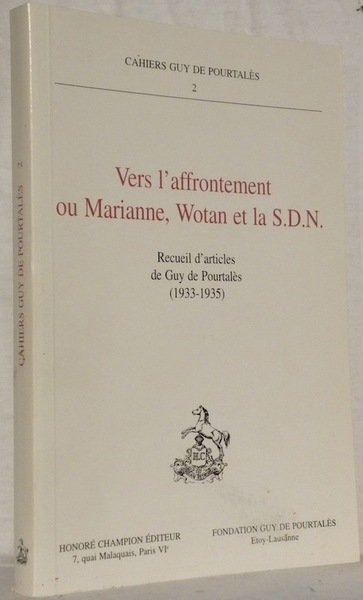 CAHIERS GUY DE POURTALÈS
2
Vers l'affrontement
ou Marianne, Wotan et la S.D.N.
Recueil d'articles
de Guy de Pourtalès
(1933-1935)
H.C
HONORÉ CHAMPION ÉDITEUR
7, quai Malaquais, Paris VIe
FONDATION GUY DE POURTALÈS
Etoy-Lausanne
CAHIERS GUY DE POURTALÈS 2